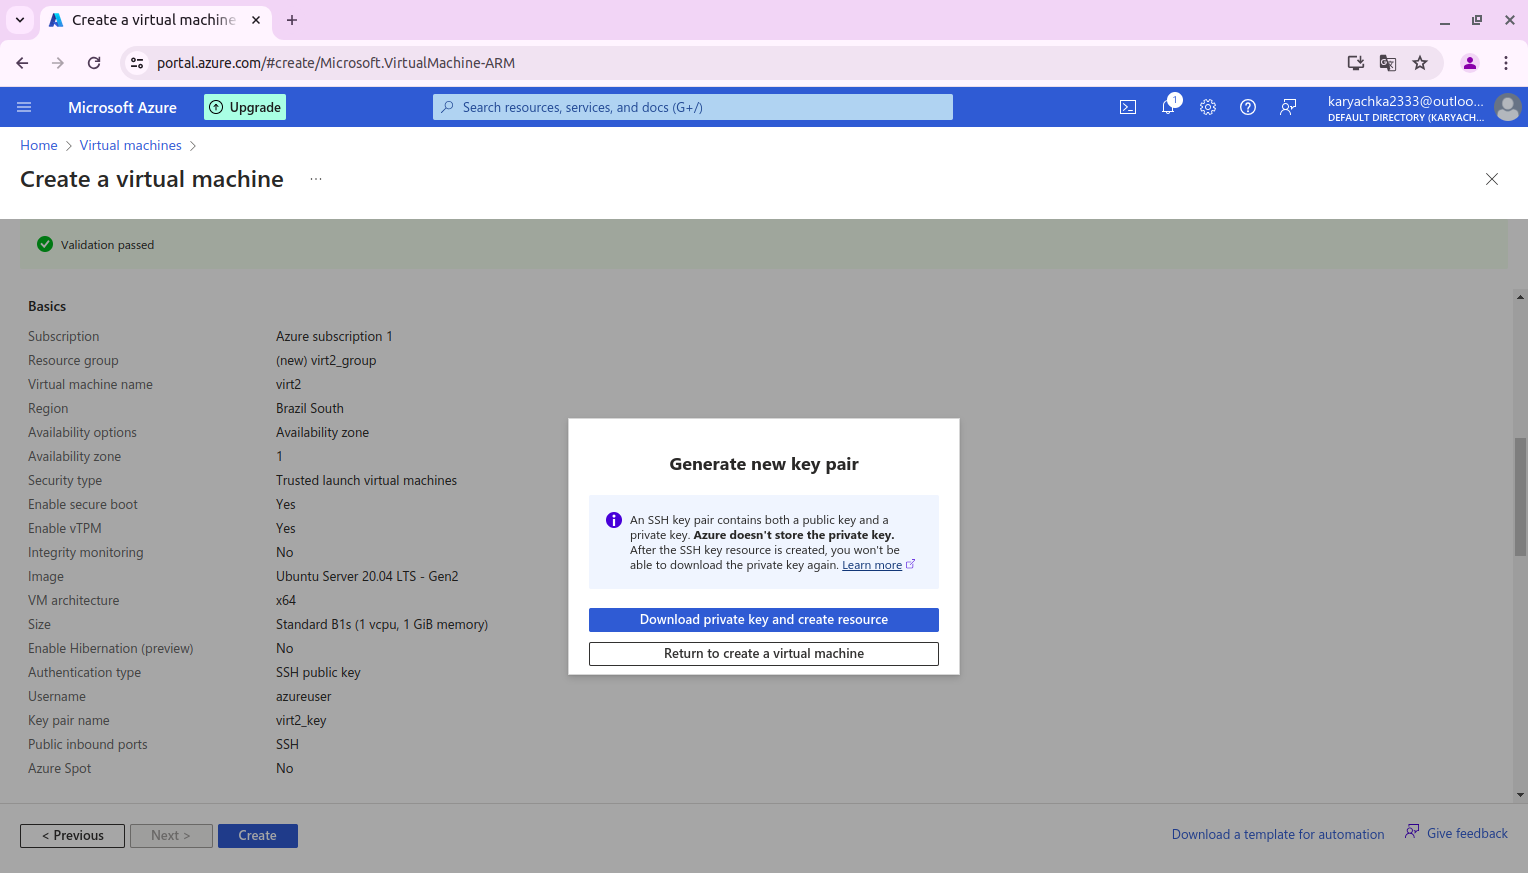 Create a virtual machine
portal.azure.com/#create/Microsoft.VirtualMachine-ARM
Microsoft Azure
Upgrade
Search resources, services, and docs (G+/)
1
karyachka2333@outloo...
DEFAULT DIRECTORY (KARYACH...
Home > Virtual machines >
Create a virtual machine
...
Validation passed
Basics
Subscription Azure subscription 1
Resource group (new) virt2_group
Virtual machine name virt2
Region Brazil South
Availability options Availability zone
Availability zone 1
Security type Trusted launch virtual machines
Enable secure boot Yes
Enable vTPM Yes
Integrity monitoring No
Image Ubuntu Server 20.04 LTS - Gen2
VM architecture x64
Size Standard B1s (1 vcpu, 1 GiB memory)
Enable Hibernation (preview) No
Authentication type SSH public key
Username azureuser
Key pair name virt2_key
Public inbound ports SSH
Azure Spot No
Generate new key pair
An SSH key pair contains both a public key and a
private key. Azure doesn't store the private key.
After the SSH key resource is created, you won't be
able to download the private key again. Learn more
Download private key and create resource
Return to create a virtual machine
< Previous
Next >
Create
Download a template for automation
Give feedback